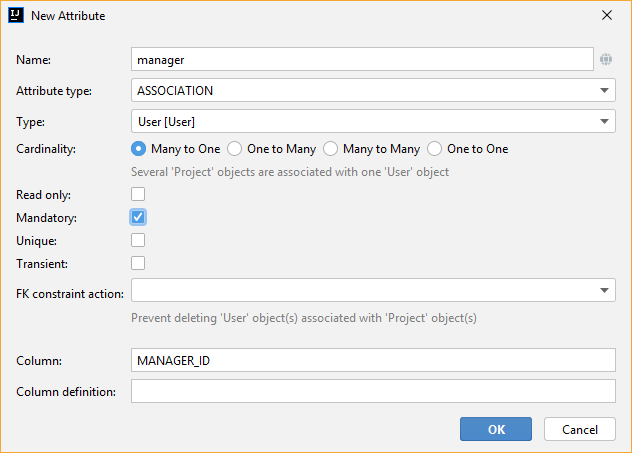 IJ New Attribute
Name: manager
Attribute type: ASSOCIATION
Type: User [User]
Cardinality: Many to One One to Many Many to Many One to One
Several 'Project' objects are associated with one 'User' object
Read only:
Mandatory:
Unique:
Transient:
FK constraint action:
Prevent deleting 'User' object(s) associated with 'Project' object(s)
Column: MANAGER_ID
Column definition:
OK Cancel